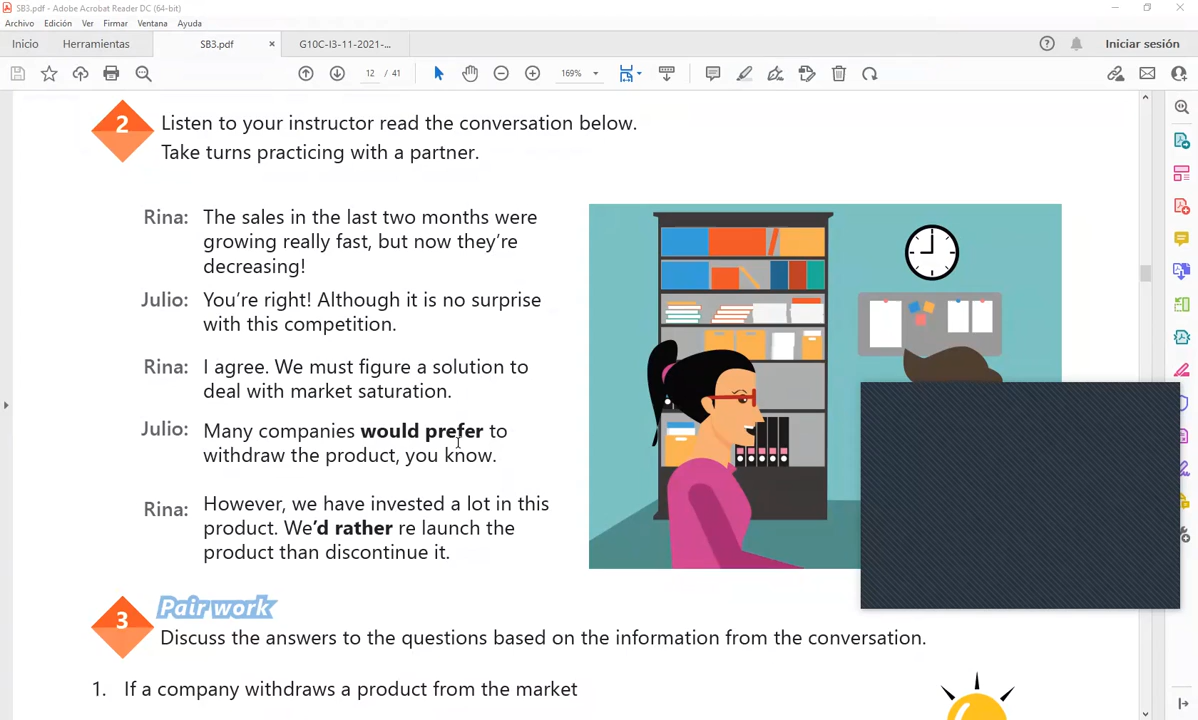 SB3.pdf - Adobe Acrobat Reader DC (64-bit)
Archivo Edición Ver Firmar Ventana Ayuda
Inicio Herramientas SB3.pdf × G10C-I3-11-2021-... Iniciar sesión
12 / 41 169%
2 Listen to your instructor read the conversation below.
Take turns practicing with a partner.
Rina: The sales in the last two months were
growing really fast, but now they're
decreasing!
Julio: You're right! Although it is no surprise
with this competition.
Rina: I agree. We must figure a solution to
deal with market saturation.
Julio: Many companies would prefer to
withdraw the product, you know.
Rina: However, we have invested a lot in this
product. We'd rather re launch the
product than discontinue it.
3 Pair work
Discuss the answers to the questions based on the information from the conversation.
1. If a company withdraws a product from the market